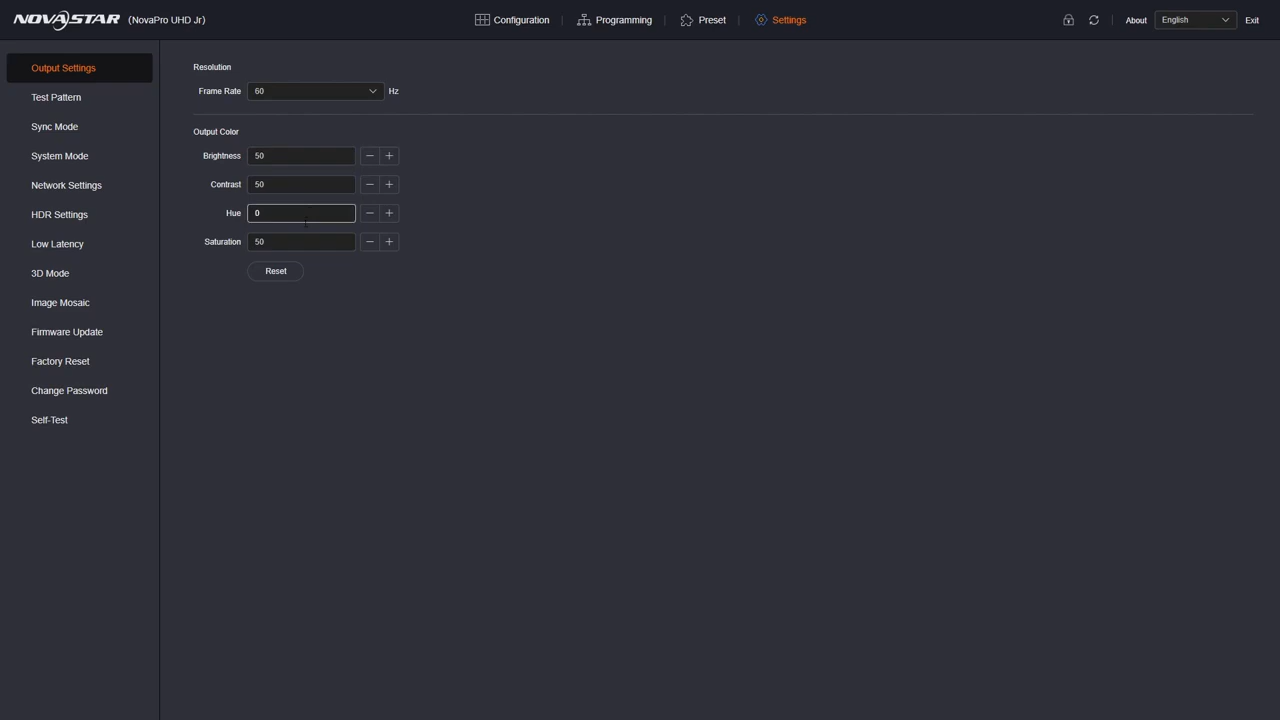 NOVASTAR (NovaPro UHD Jr)
Configuration
Programming
Preset
Settings
About
English
Exit
Output Settings
Test Pattern
Sync Mode
System Mode
Network Settings
HDR Settings
Low Latency
3D Mode
Image Mosaic
Firmware Update
Factory Reset
Change Password
Self-Test
Resolution
Frame Rate 60 Hz
Output Color
Brightness 50
Contrast 50
Hue 0
Saturation 50
Reset